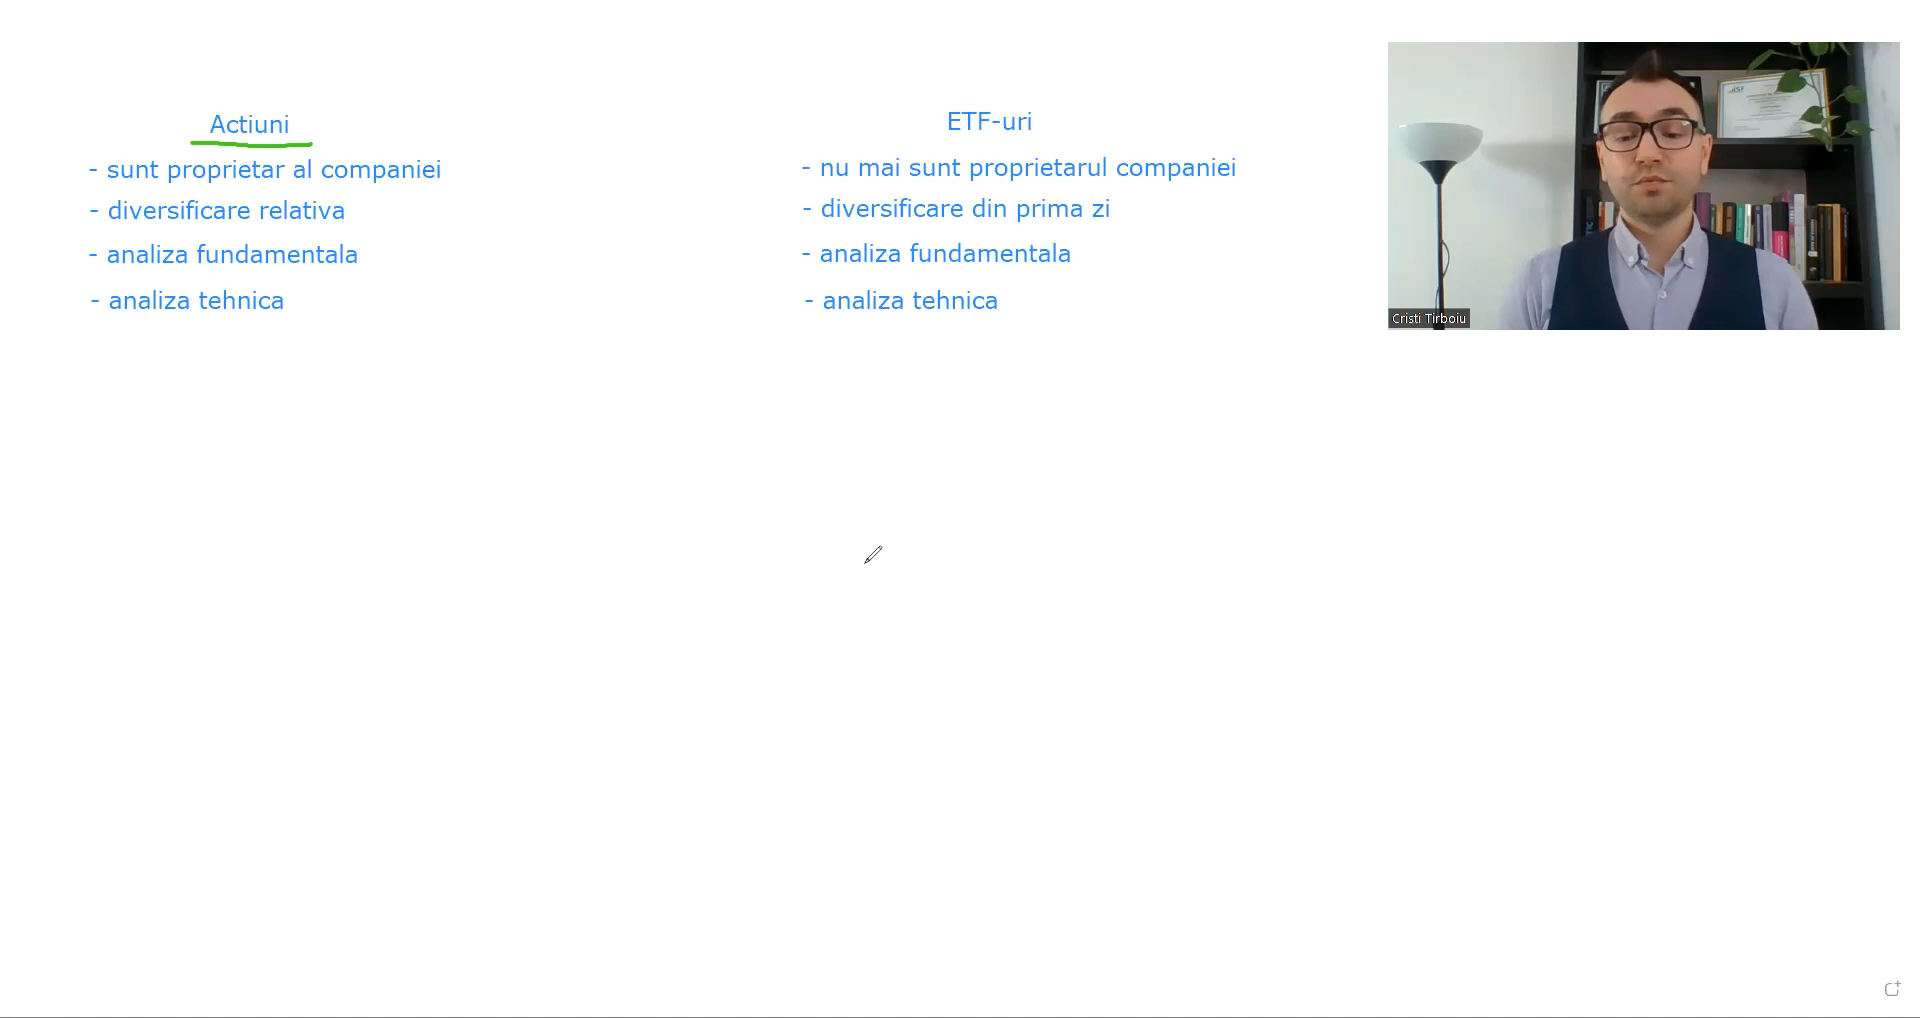 Actiuni
- sunt proprietar al companiei
- diversificare relativa
- analiza fundamentala
- analiza tehnica
ETF-uri
- nu mai sunt proprietarul companiei
- diversificare din prima zi
- analiza fundamentala
- analiza tehnica
Cristi Tirboiu